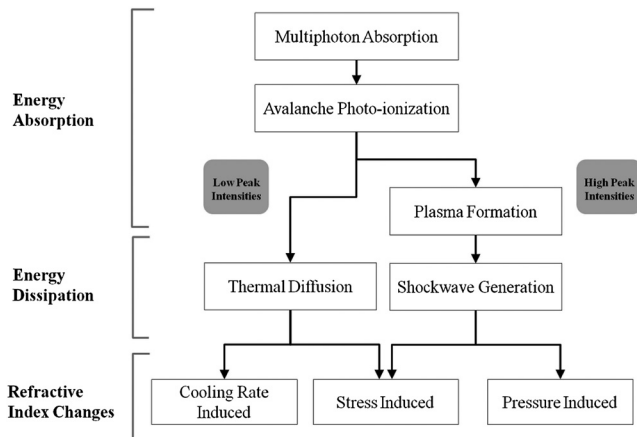 Multiphoton Absorption
Energy
Absorption
Avalanche Photo-ionization
Low Peak
Intensities
High Peak
Intensities
Plasma Formation
Energy
Dissipation
Thermal Diffusion
Shockwave Generation
Refractive
Index Changes
Cooling Rate
Induced
Stress Induced
Pressure Induced